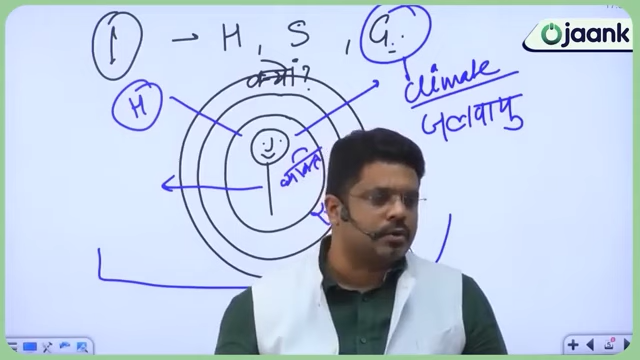 I → H, S, G
Ojaank
क्यों?
climate
जलवायु
H